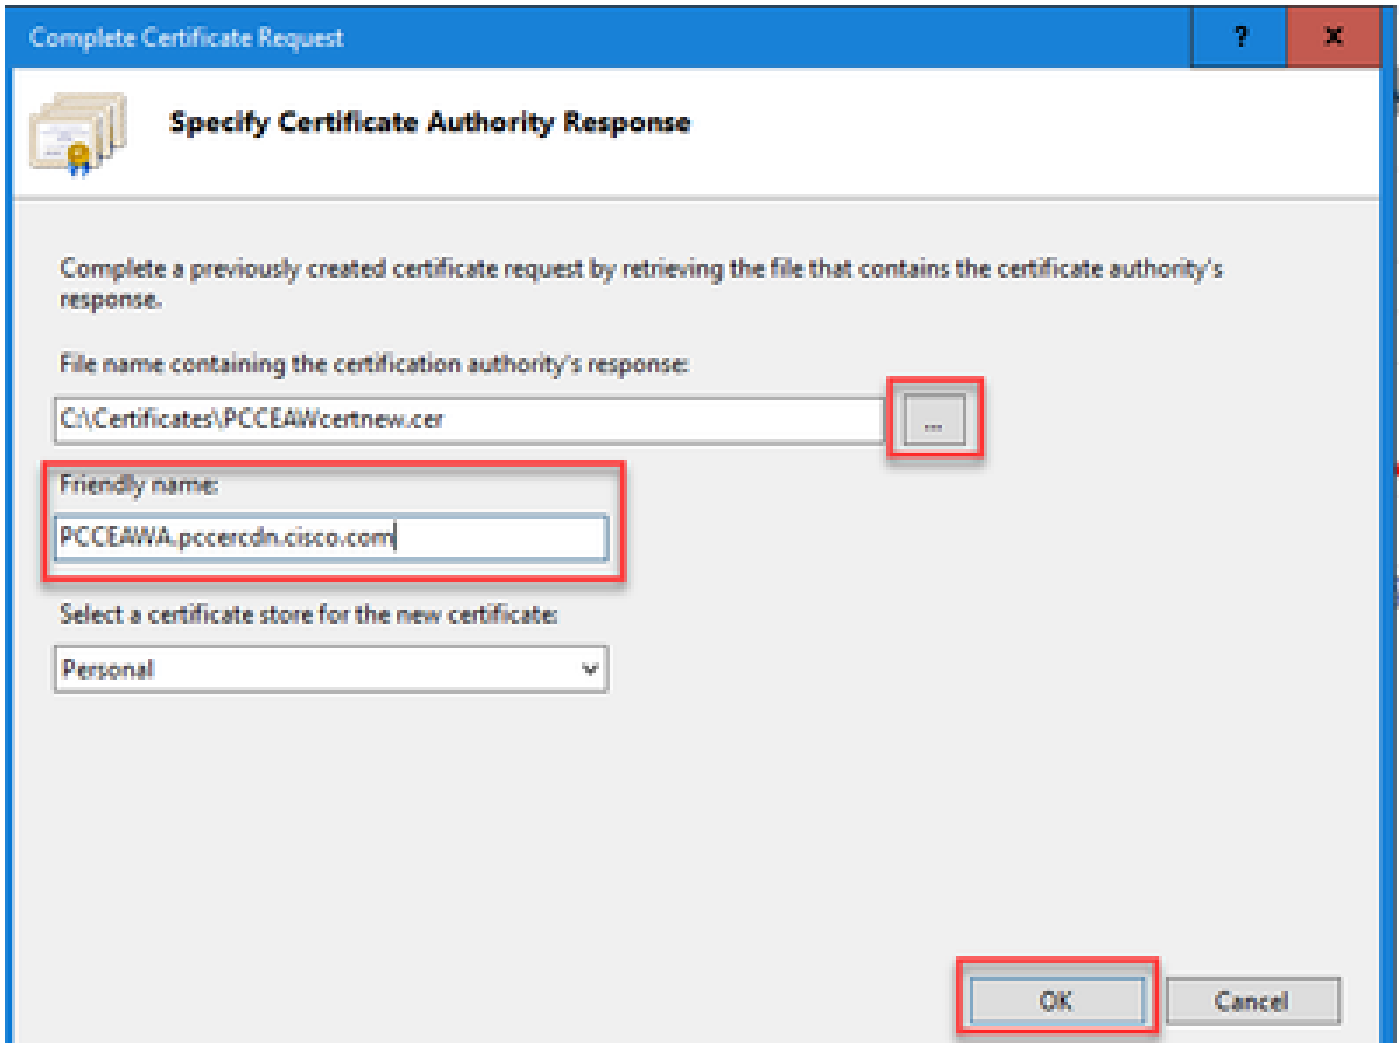 Complete Certificate Request
?
x
Specify Certificate Authority Response
Complete a previously created certificate request by retrieving the file that contains the certificate authority's
response.
File name containing the certification authority's response:
C:\Certificates\PCCEAWcertnew.cer
...
Friendly name:
PCCEAWA.pccercdn.cisco.com
Select a certificate store for the new certificate:
Personal
OK
Cancel